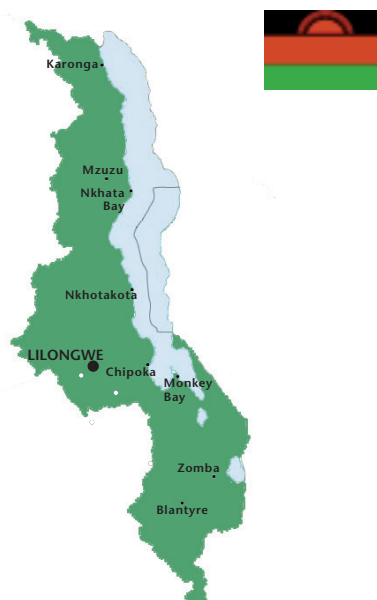 Karonga
Mzuzu
Nkhata
Bay
Nkhotakota
LILONGWE
Chipoka
Monkey
Bay
Zomba
Blantyre